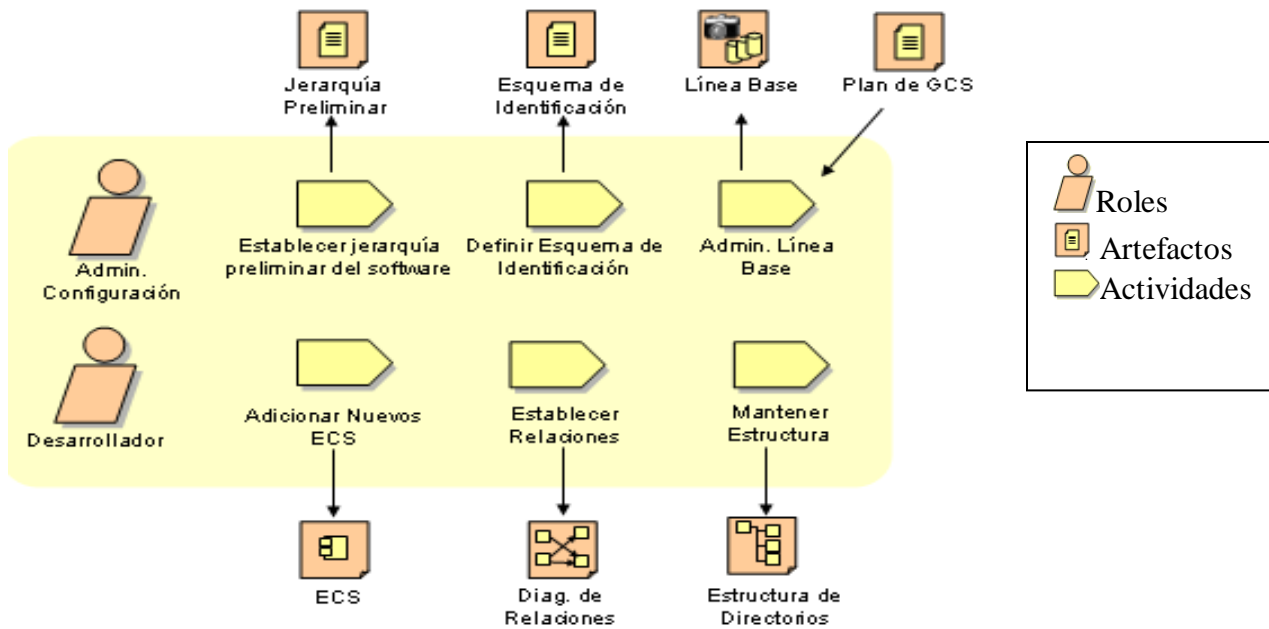 Jerarquía
Preliminar
Esquema de
Identificación
Línea Base
Plan de GCS
Admin.
Configuración
Establecer jerarquía
preliminar del software
Definir Esquema de
Identificación
Admin. Línea
Base
Desarrollador
Adicionar Nuevos
ECS
Establecer
Relaciones
Mantener
Estructura
ECS
Diag. de
Relaciones
Estructura de
Directorios
Roles
Artefactos
Actividades